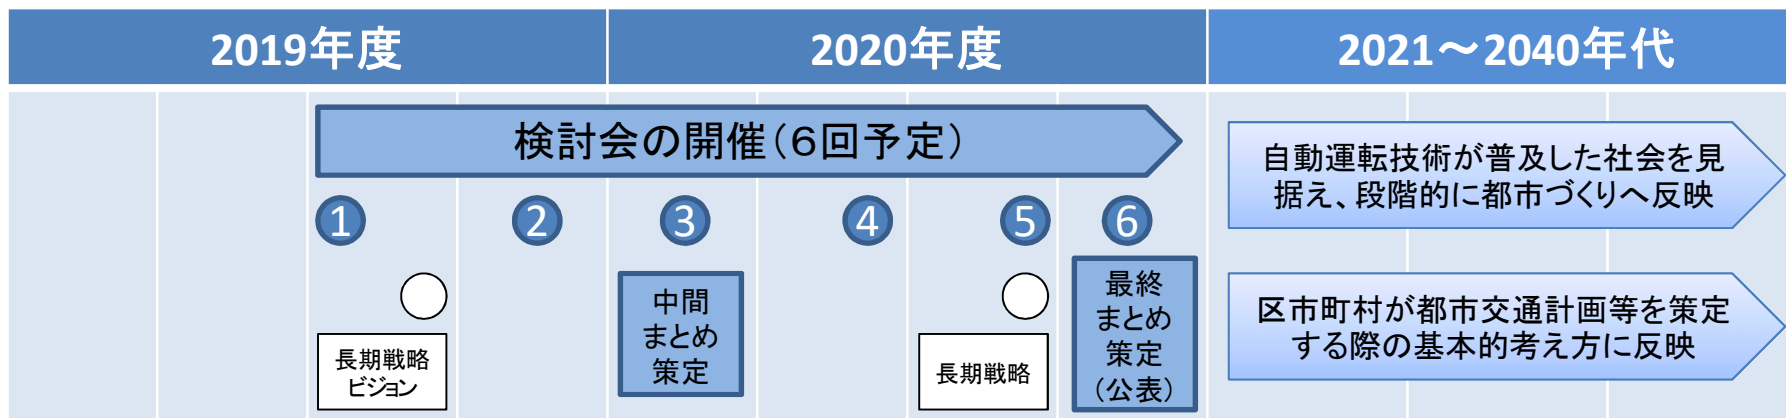 2019年度
2020年度
2021～2040年代
検討会の開催（６回予定）
自動運転技術が普及した社会を見
据え、段階的に都市づくりへ反映
1
2
3
4
5
6
長期戦略
ビジョン
中間
まとめ
策定
長期戦略
最終
まとめ
策定
（公表）
区市町村が都市交通計画等を策定
する際の基本的考え方に反映